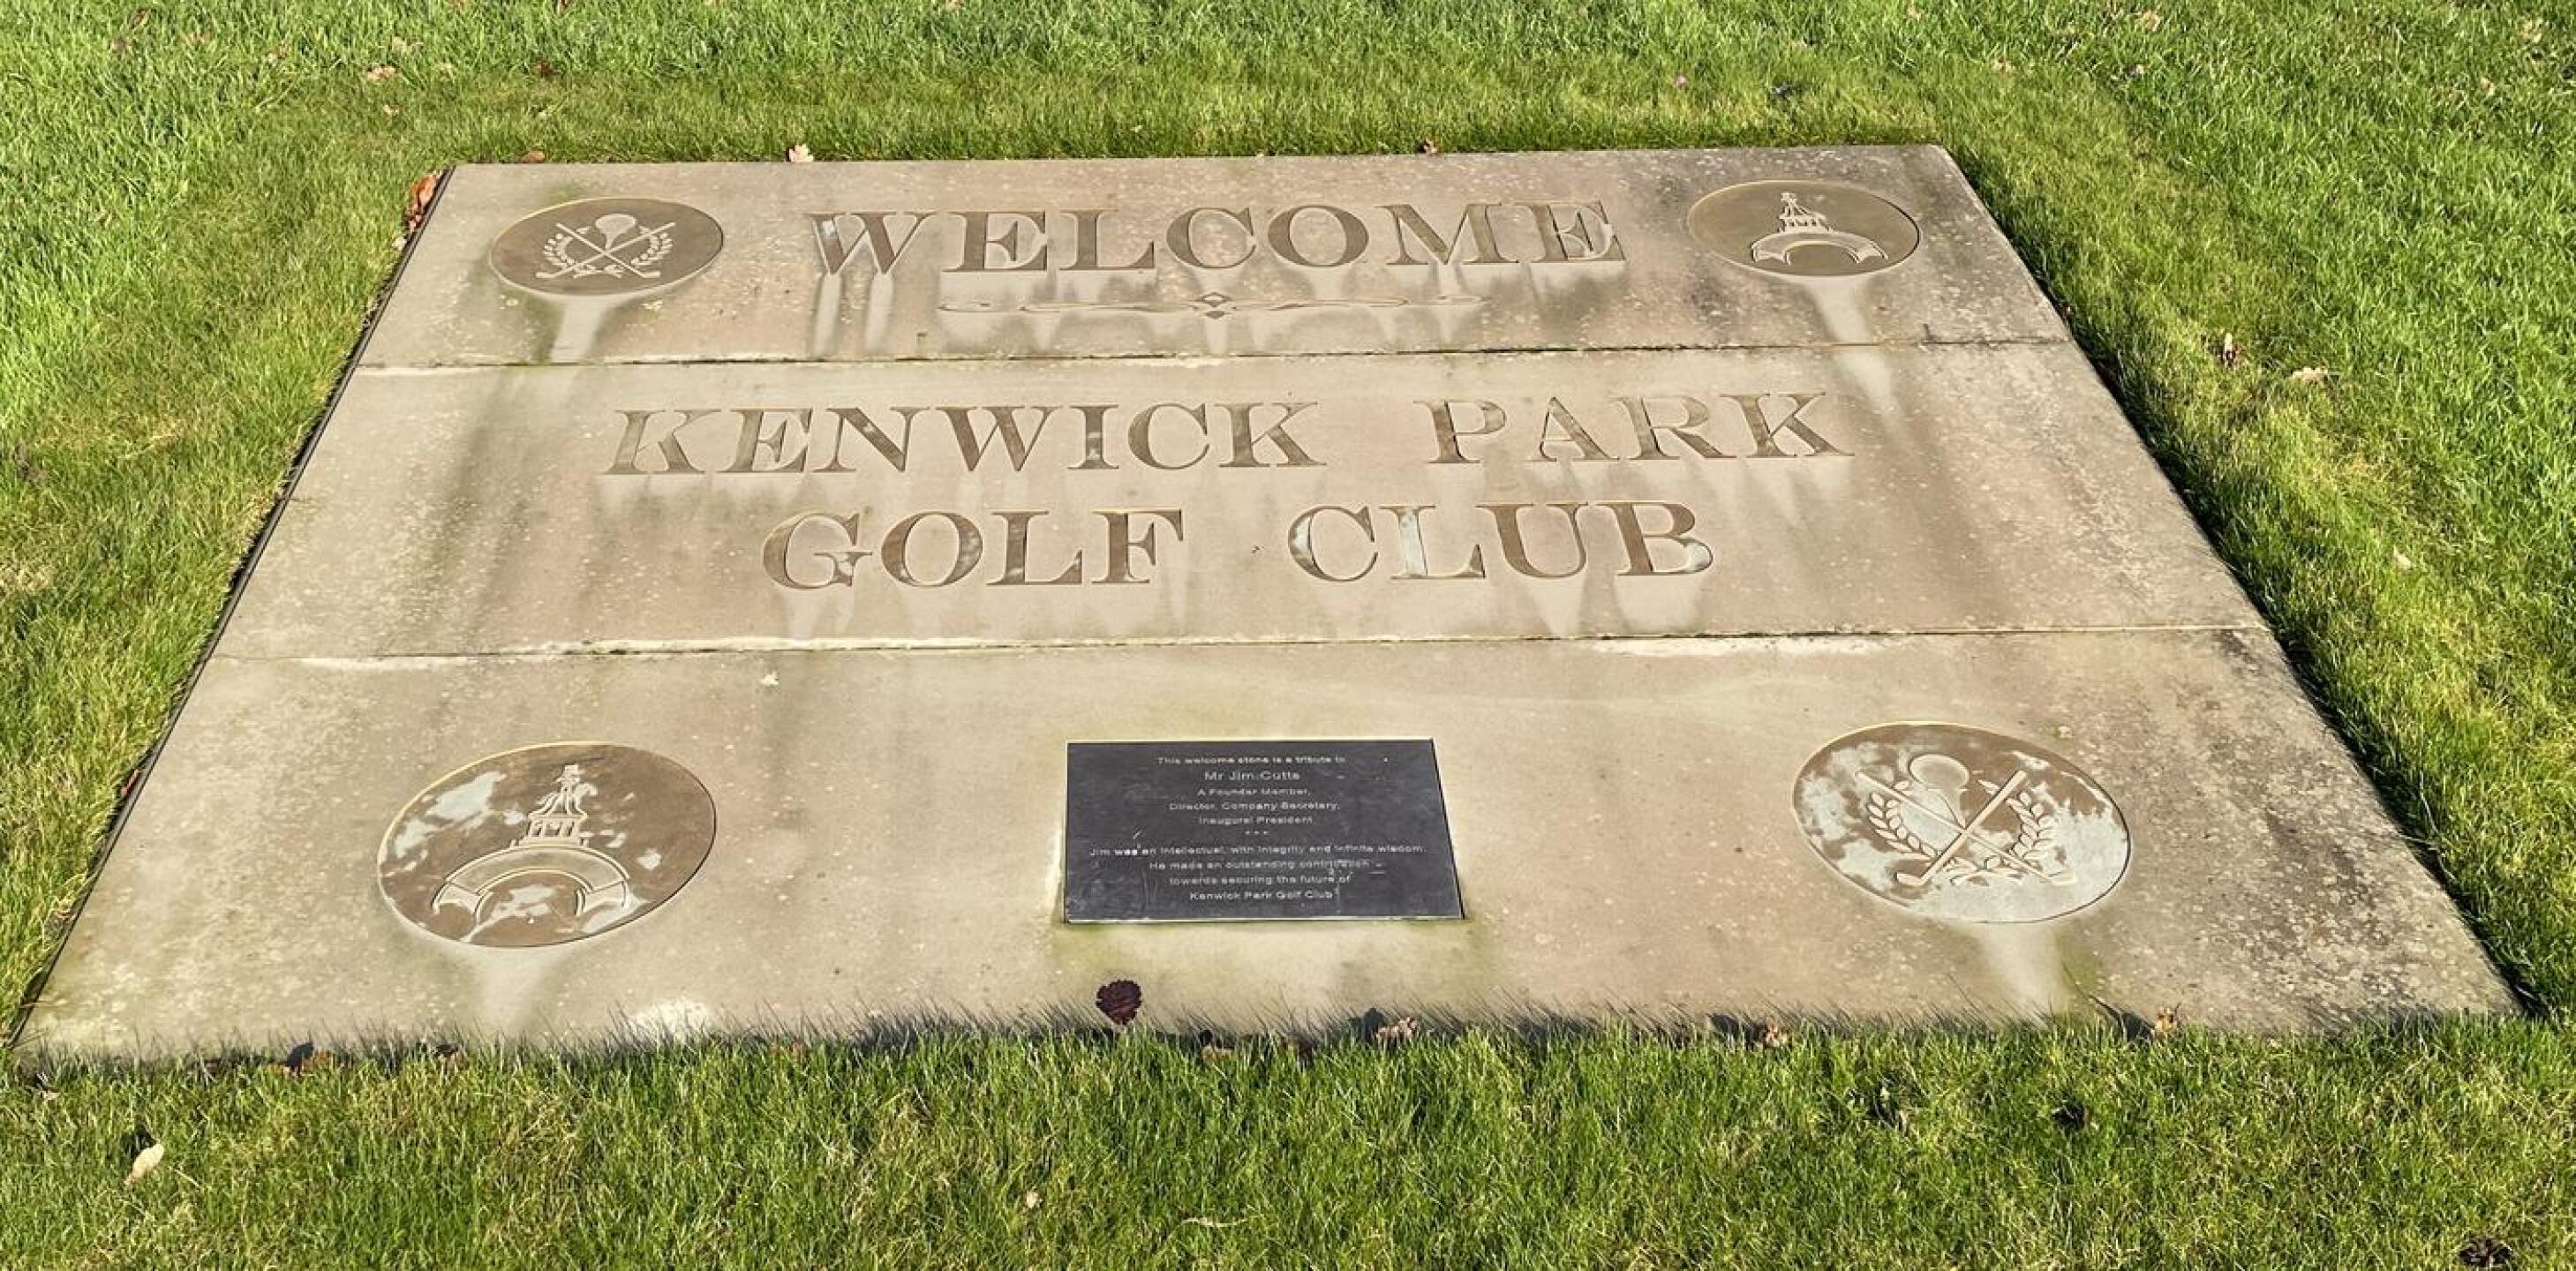 WELCOME
KENWICK PARK
GOLF CLUB
This welcome stone is a tribute to
Mr Jim Cutts
A Founder Member,
Director, Company Secretary,
Inaugural President
Jim was an intellectual, with integrity and infinite wisdom.
He made an outstanding contribution
towards securing the future of
Kenwick Park Golf Club